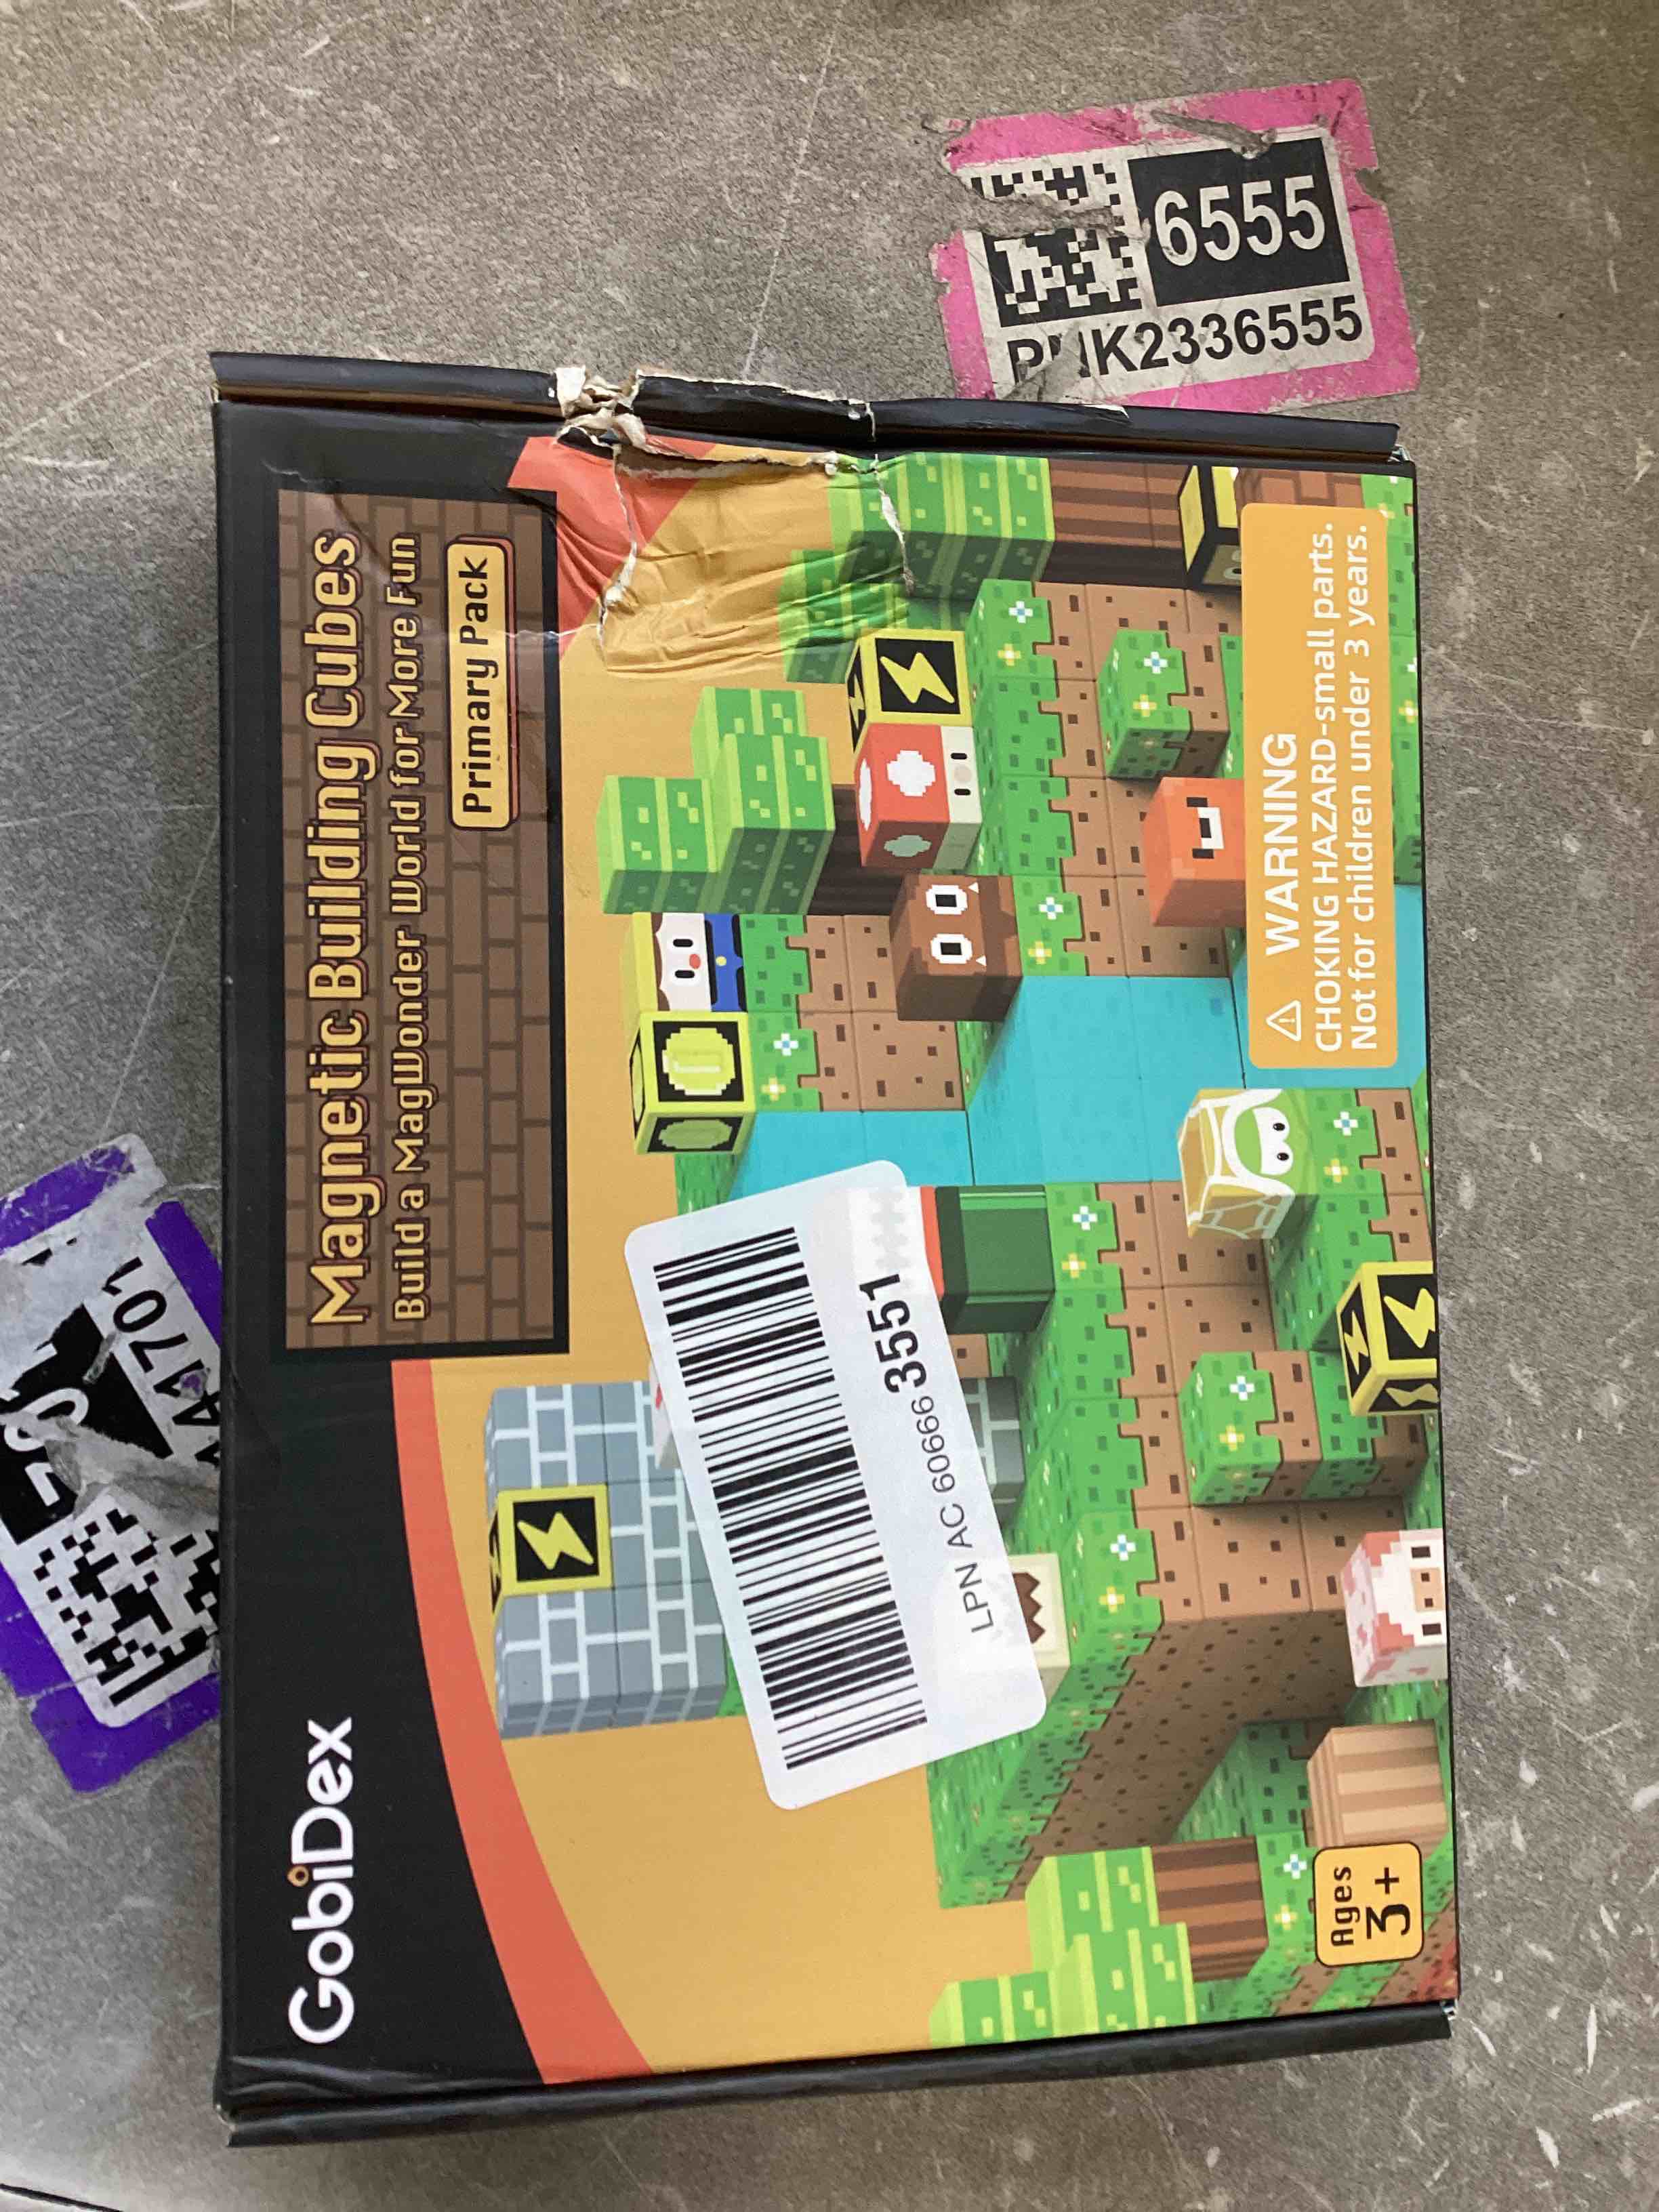 GobiDex
Magnetic Building Cubes
Build a MagWonder World for More Fun
Primary Pack
LPN AC 60666 3551
WARNING
CHOKING HAZARD-small parts.
Not for children under 3 years.
Ages
3+
6555
2336555